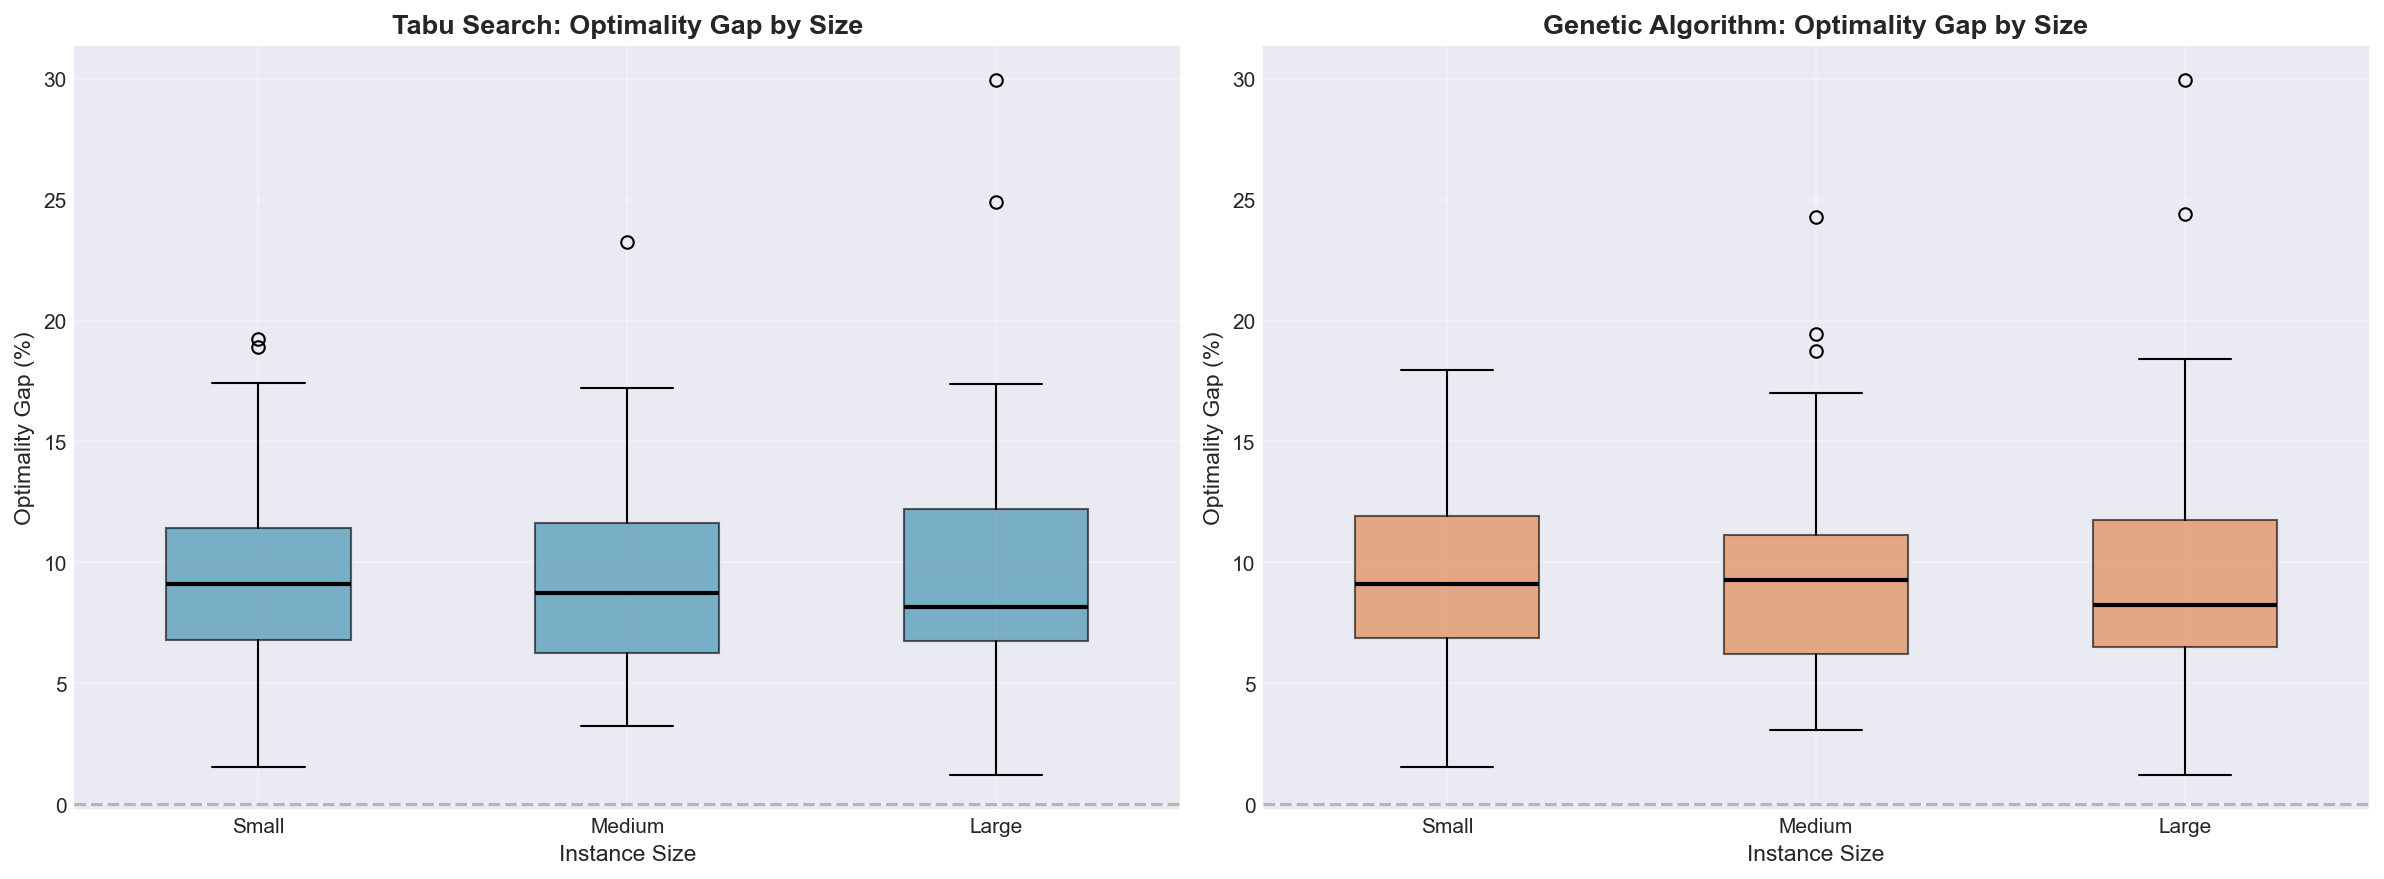 Tabu Search: Optimality Gap by Size
30
25
20
15
10
5
0
Optimality Gap (%)
Small
Medium
Large
Instance Size
Genetic Algorithm: Optimality Gap by Size
30
25
20
15
10
5
0
Optimality Gap (%)
Small
Medium
Large
Instance Size